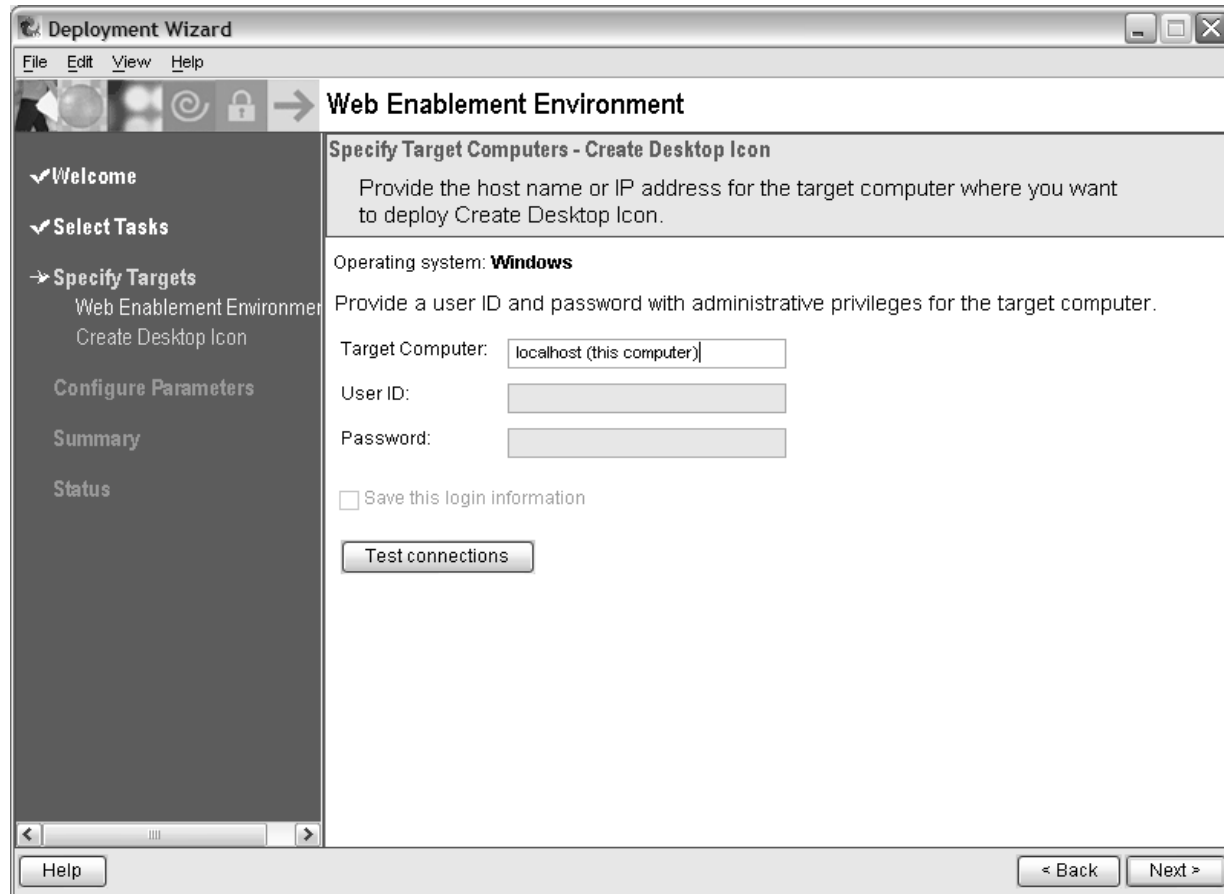 Deployment Wizard
File Edit View Help
Web Enablement Environment
Welcome
Select Tasks
Specify Targets
Web Enablement Environmen
Create Desktop Icon
Configure Parameters
Summary
Status
Specify Target Computers - Create Desktop Icon
Provide the host name or IP address for the target computer where you want
to deploy Create Desktop Icon.
Operating system: Windows
Provide a user ID and password with administrative privileges for the target computer.
Target Computer: localhost (this computer)
User ID:
Password:
Save this login information
Test connections
Help < Back Next >